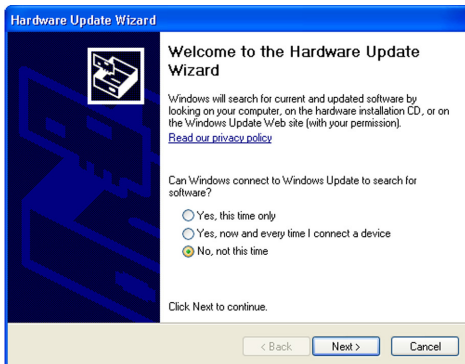 Hardware Update Wizard
Welcome to the Hardware Update
Wizard
Windows will search for current and updated software by
looking on your computer, on the hardware installation CD, or on
the Windows Update Web site (with your permission).
Read our privacy policy
Can Windows connect to Windows Update to search for
software?
Yes, this time only
Yes, now and every time I connect a device
No, not this time
Click Next to continue.
< Back
Next >
Cancel